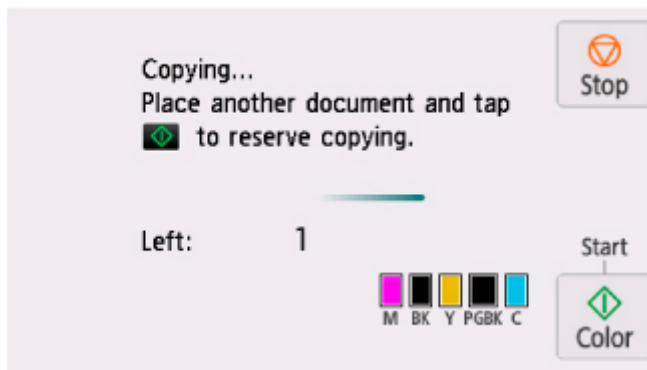 Copying...
Place another document and tap
to reserve copying.
Stop
Left: 1
Start
M BK Y PGBK C
Color